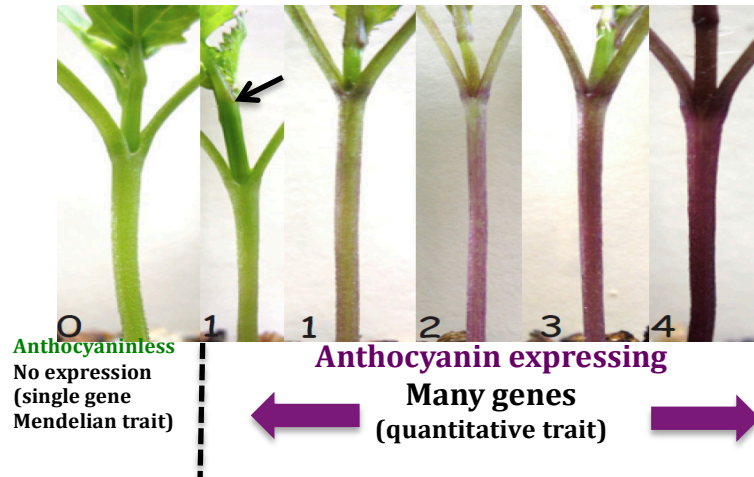 0 1 1 2 3 4
Anthocyaninless
No expression
(single gene
Mendelian trait)
Anthocyanin expressing
Many genes
(quantitative trait)